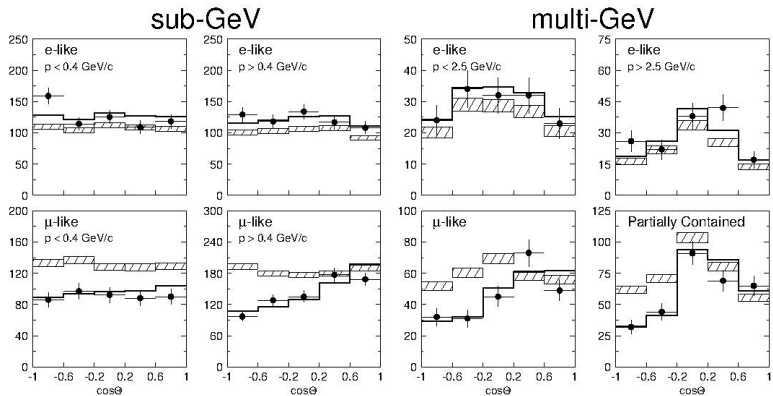 sub-GeV
multi-GeV
250
200
150
100
50
0
e-like
p < 0.4 GeV/c
250
200
150
100
50
0
e-like
p > 0.4 GeV/c
50
40
30
20
10
0
e-like
p < 2.5 GeV/c
75
60
45
30
15
0
e-like
p > 2.5 GeV/c
200
160
120
80
40
0
μ-like
p < 0.4 GeV/c
300
240
180
120
60
0
μ-like
p > 0.4 GeV/c
100
80
60
40
20
0
μ-like
125
100
75
50
25
0
Partially Contained
-1 -0.6 -0.2 0.2 0.6 1
cosΘ
-1 -0.6 -0.2 0.2 0.6 1
cosΘ
-1 -0.6 -0.2 0.2 0.6 1
cosΘ
-1 -0.6 -0.2 0.2 0.6 1
cosΘ